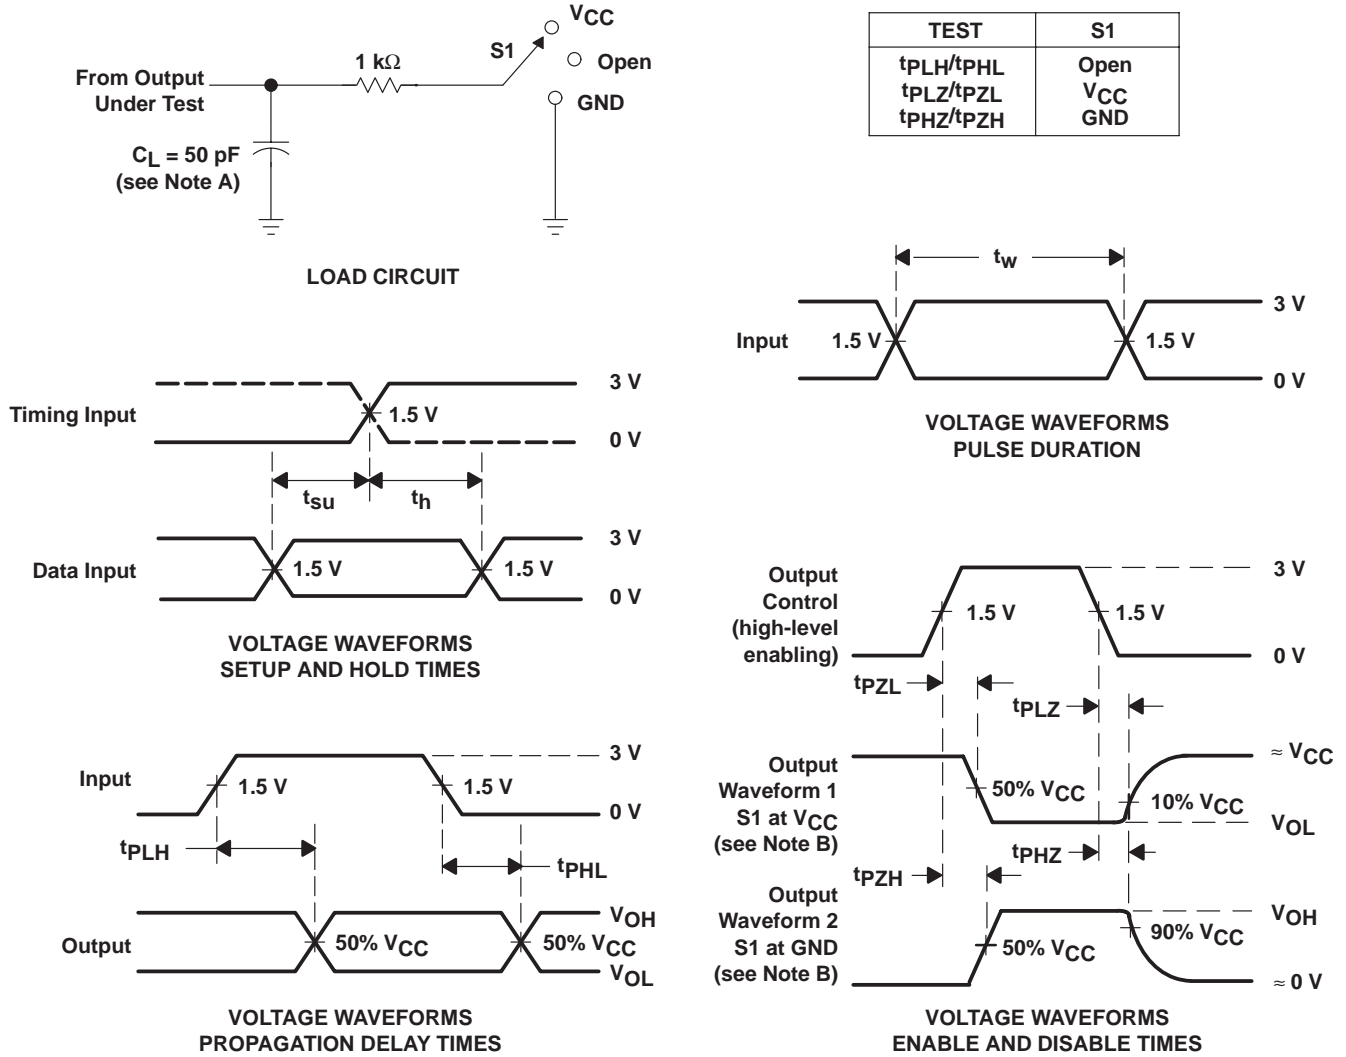 VCC
S1
Open
GND
1 kΩ
From Output
Under Test
CL = 50 pF
(see Note A)
LOAD CIRCUIT
TEST S1
tPLH/tPHL Open
tPLZ/tPZL VCC
tPHZ/tPZH GND
tw
3 V
Input 1.5 V 1.5 V
0 V
VOLTAGE WAVEFORMS
PULSE DURATION
3 V
Timing Input 1.5 V
0 V
tsu th
3 V
Data Input 1.5 V 1.5 V
0 V
VOLTAGE WAVEFORMS
SETUP AND HOLD TIMES
3 V
Input 1.5 V 1.5 V
0 V
tPLH
tPHL
VOH
Output 50% VCC 50% VCC
VOL
VOLTAGE WAVEFORMS
PROPAGATION DELAY TIMES
Output
Control
(high-level
enabling)
3 V
1.5 V 1.5 V
0 V
tPZL
tPLZ
Output
Waveform 1
S1 at VCC
(see Note B)
≈ VCC
50% VCC
10% VCC
VOL
tPHZ
tPZH
Output
Waveform 2
S1 at GND
(see Note B)
VOH
50% VCC
90% VCC
≈ 0 V
VOLTAGE WAVEFORMS
ENABLE AND DISABLE TIMES